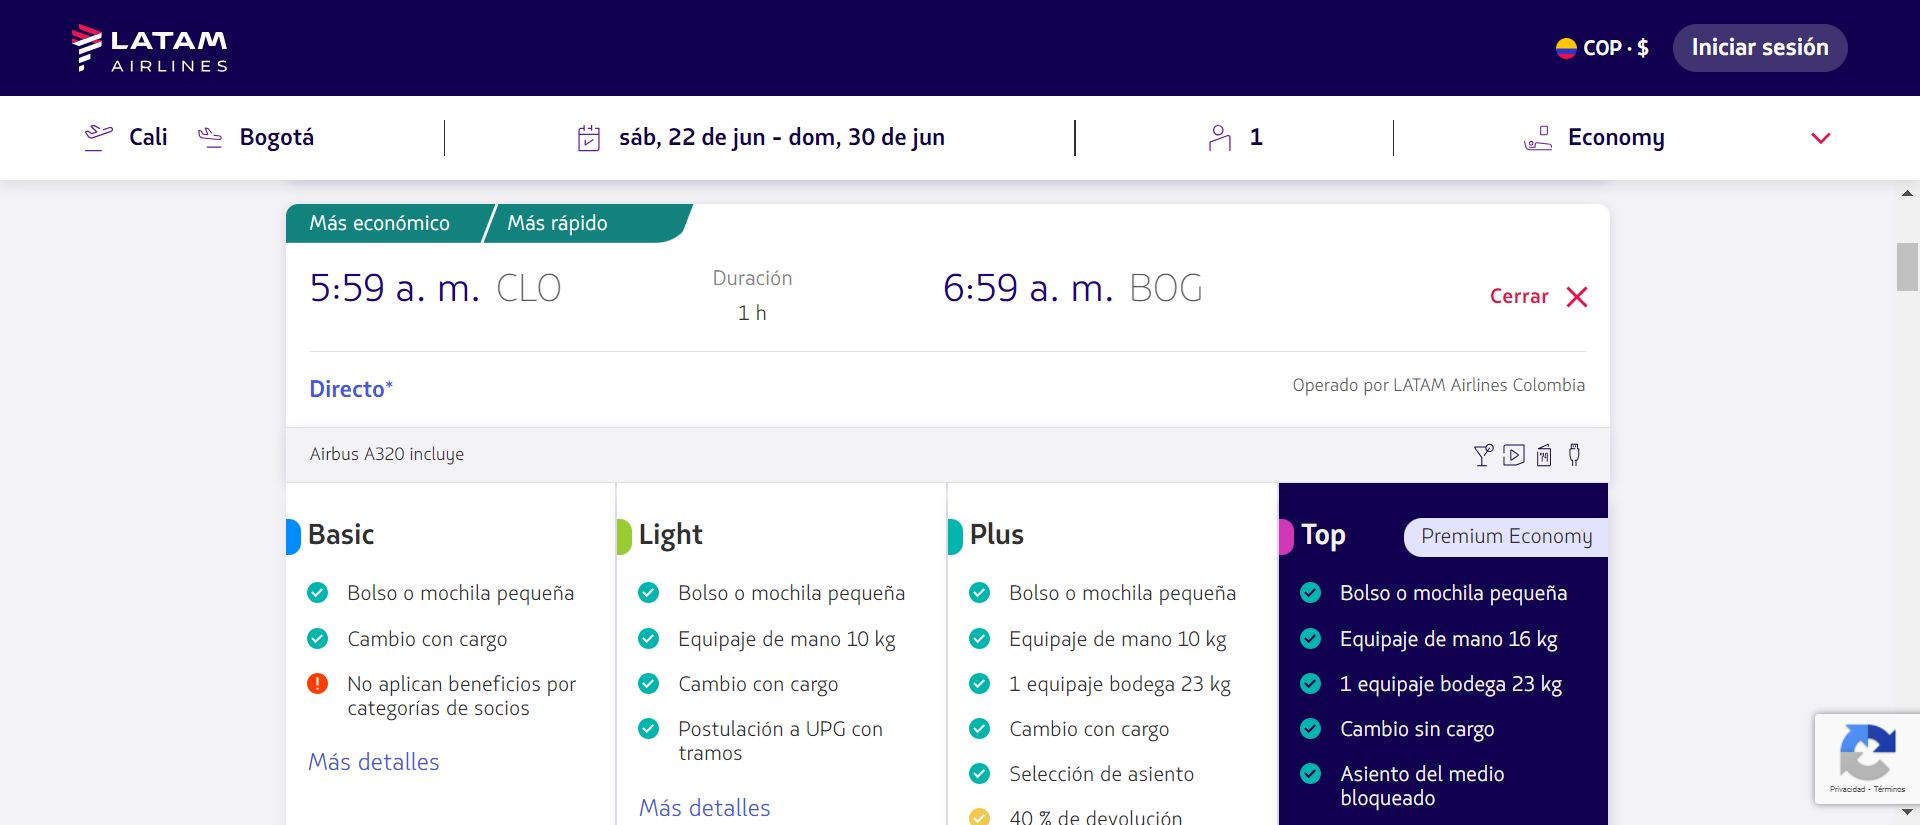 LATAM
AIRLINES
COP · $
Iniciar sesión
Cali
Bogotá
sáb, 22 de jun - dom, 30 de jun
1
Economy
Más económico
Más rápido
5:59 a. m. CLO
Duración
1 h
6:59 a. m. BOG
Cerrar
Directo*
Operado por LATAM Airlines Colombia
Airbus A320 incluye
Basic
Bolso o mochila pequeña
Cambio con cargo
No aplican beneficios por
categorías de socios
Más detalles
Light
Bolso o mochila pequeña
Equipaje de mano 10 kg
Cambio con cargo
Postulación a UPG con
tramos
Más detalles
Plus
Bolso o mochila pequeña
Equipaje de mano 10 kg
1 equipaje bodega 23 kg
Cambio con cargo
Selección de asiento
40 % de devolución
Top
Premium Economy
Bolso o mochila pequeña
Equipaje de mano 16 kg
1 equipaje bodega 23 kg
Cambio sin cargo
Asiento del medio
bloqueado
Privacidad - Términos